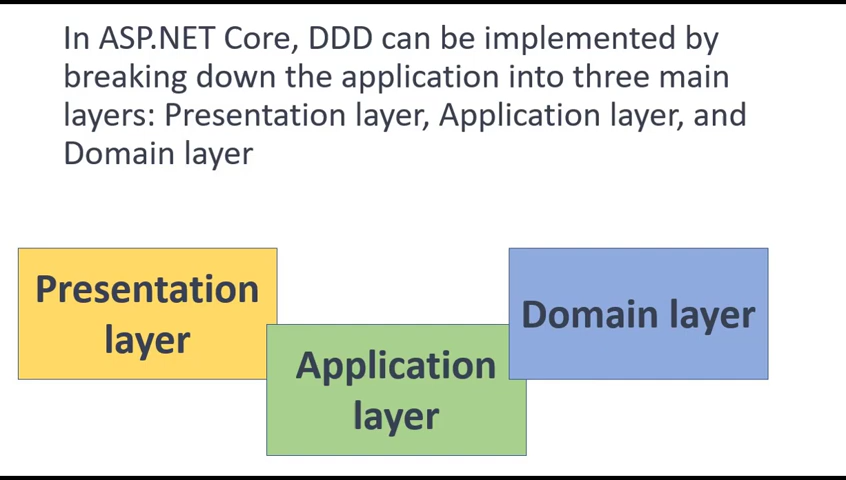 In ASP.NET Core, DDD can be implemented by
breaking down the application into three main
layers: Presentation layer, Application layer, and
Domain layer
Presentation
layer
Application
layer
Domain layer